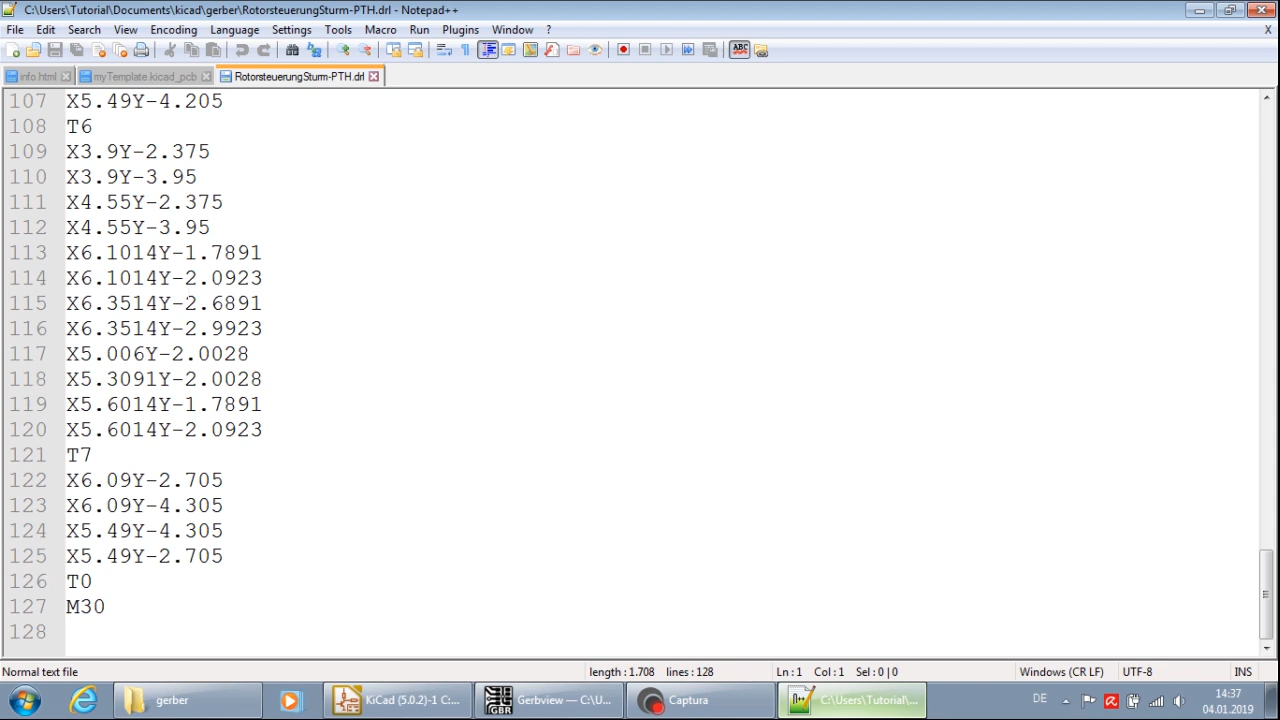 C:\Users\Tutorial\Documents\kicad\gerber\RotorsteuerungSturm-PTH.drl - Notepad++
File Edit Search View Encoding Language Settings Tools Macro Run Plugins Window ? X
info.html myTemplate.kicad_pcb RotorsteuerungSturm-PTH.drl
107 X5.49Y-4.205
108 T6
109 X3.9Y-2.375
110 X3.9Y-3.95
111 X4.55Y-2.375
112 X4.55Y-3.95
113 X6.1014Y-1.7891
114 X6.1014Y-2.0923
115 X6.3514Y-2.6891
116 X6.3514Y-2.9923
117 X5.006Y-2.0028
118 X5.3091Y-2.0028
119 X5.6014Y-1.7891
120 X5.6014Y-2.0923
121 T7
122 X6.09Y-2.705
123 X6.09Y-4.305
124 X5.49Y-4.305
125 X5.49Y-2.705
126 T0
127 M30
128
Normal text file length : 1.708 lines : 128 Ln : 1 Col : 1 Sel : 0 | 0 Windows (CR LF) UTF-8 INS
gerber KiCad (5.0.2)-1 C:... Gerbview — C:\U... Captura C:\Users\Tutorial\... DE 14:37
04.01.2019